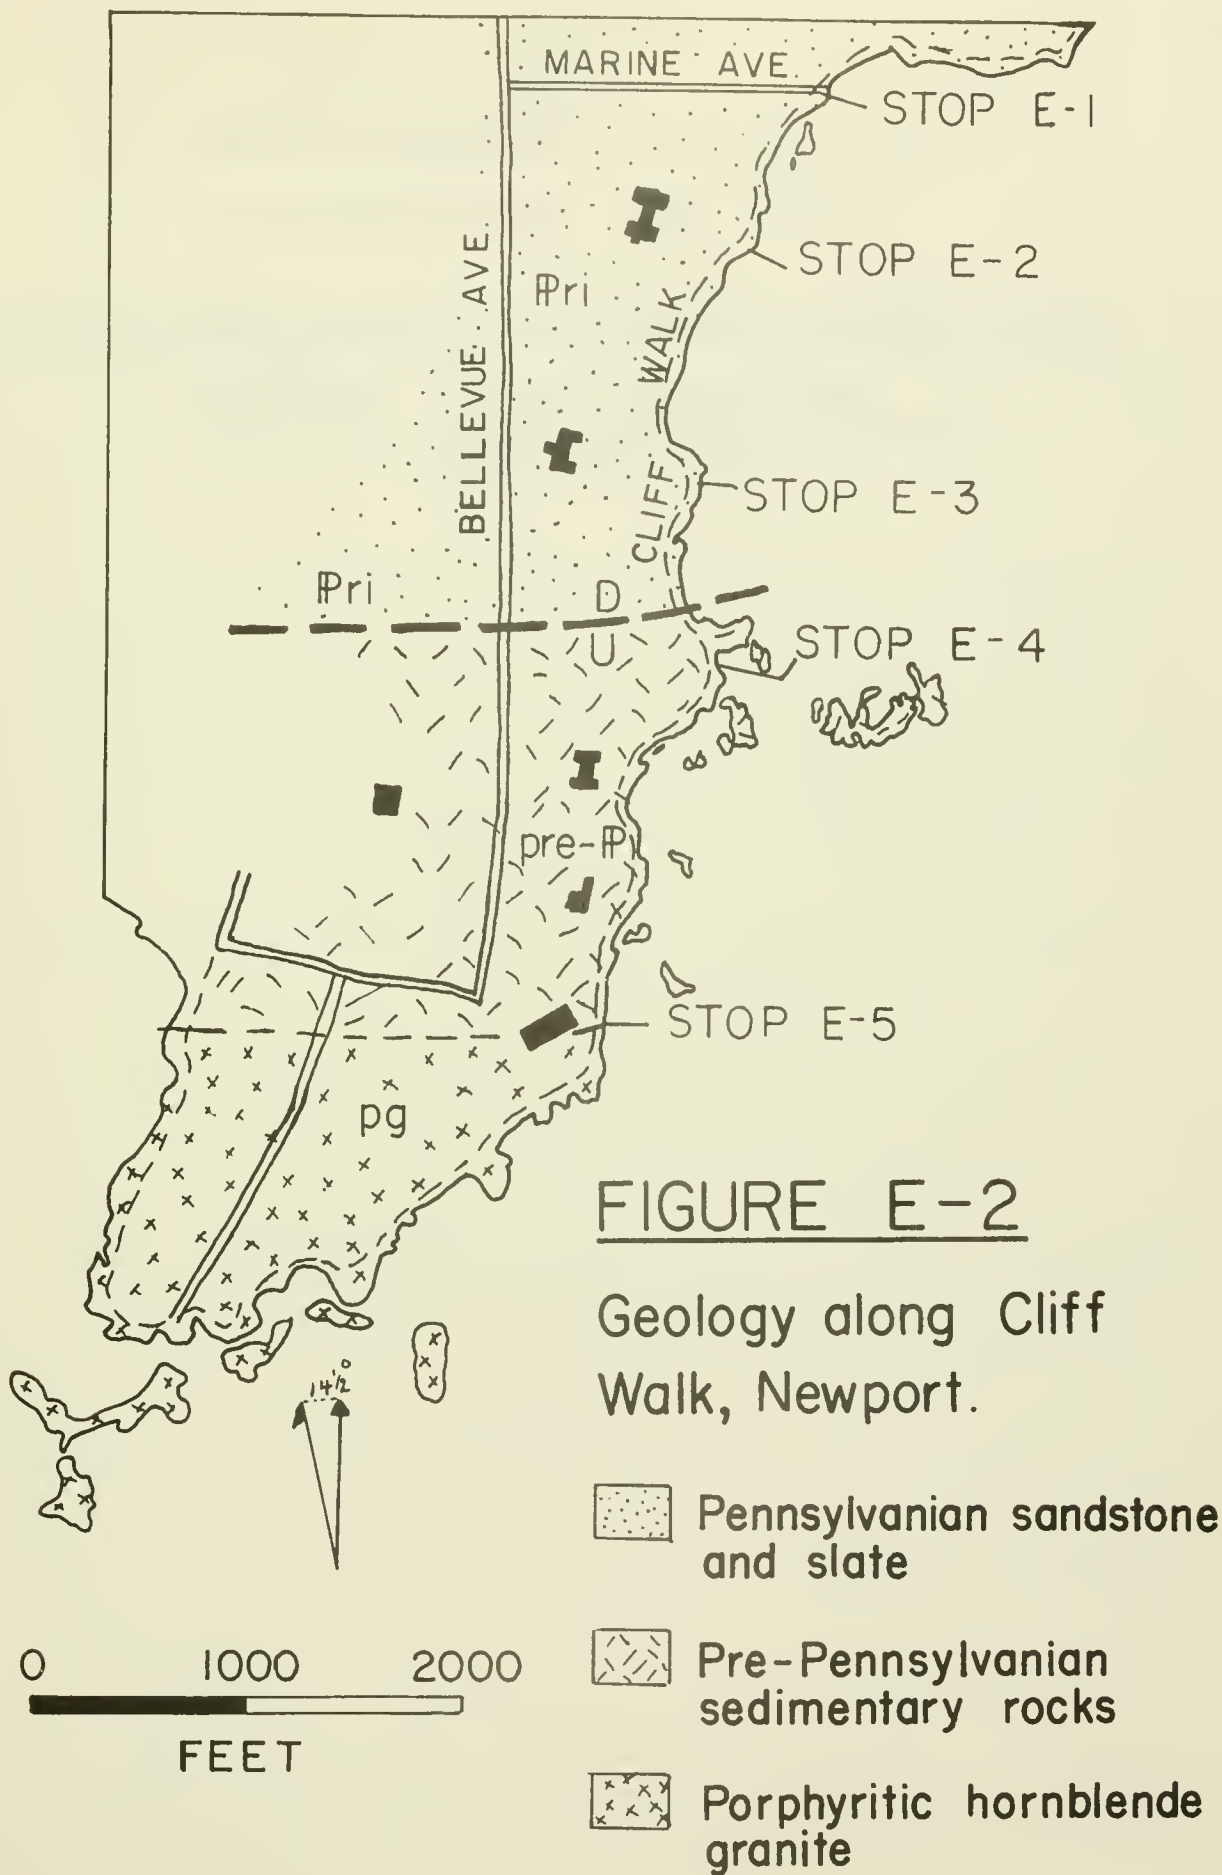 MARINE AVE.
STOP E-1
STOP E-2
BELLEVUE AVE.
ℙri
CLIFF WALK
STOP E-3
ℙri
D
U
STOP E-4
pre-ℙ
STOP E-5
pg
FIGURE E-2
Geology along Cliff
Walk, Newport.
14½°
Pennsylvanian sandstone
and slate
Pre-Pennsylvanian
sedimentary rocks
Porphyritic hornblende
granite
0 1000 2000
FEET